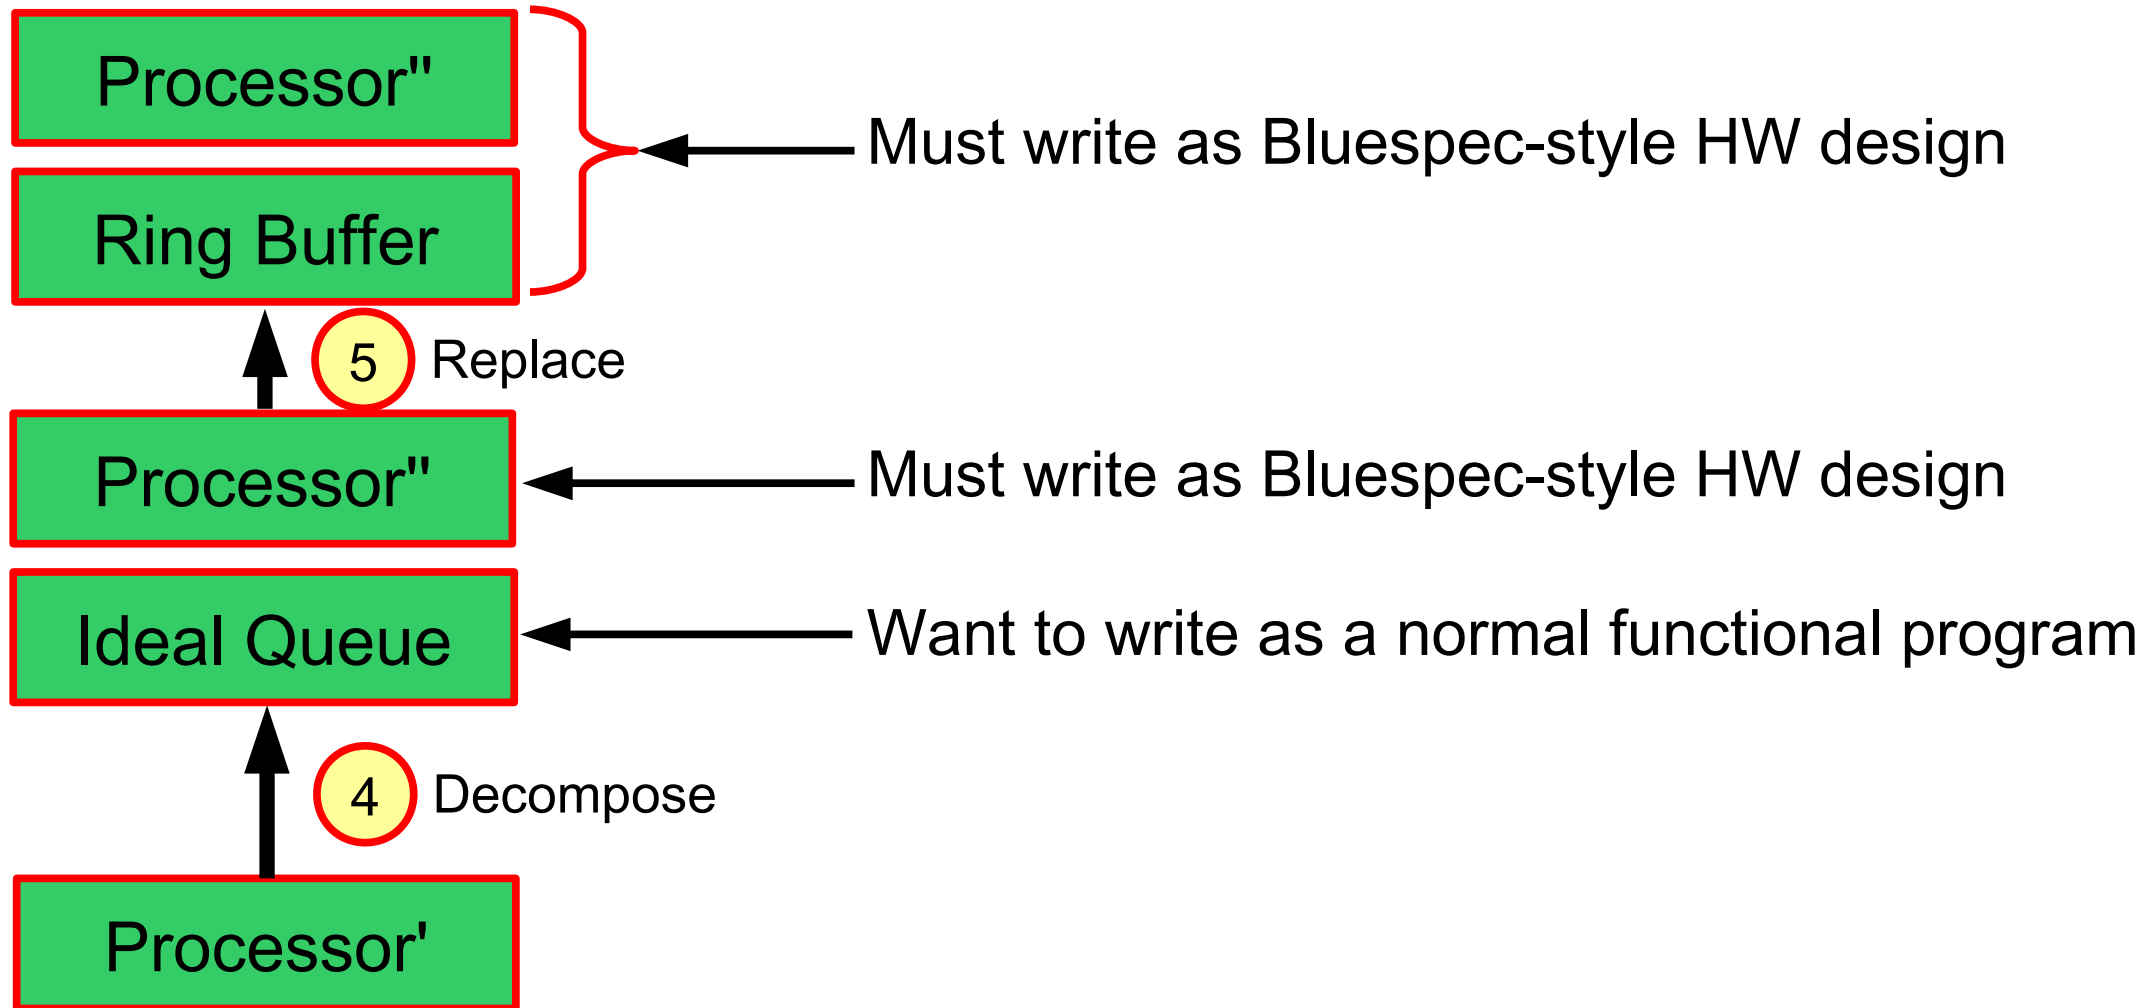 Processor"
Must write as Bluespec-style HW design
Ring Buffer
5 Replace
Processor"
Must write as Bluespec-style HW design
Ideal Queue
Want to write as a normal functional program
4 Decompose
Processor'